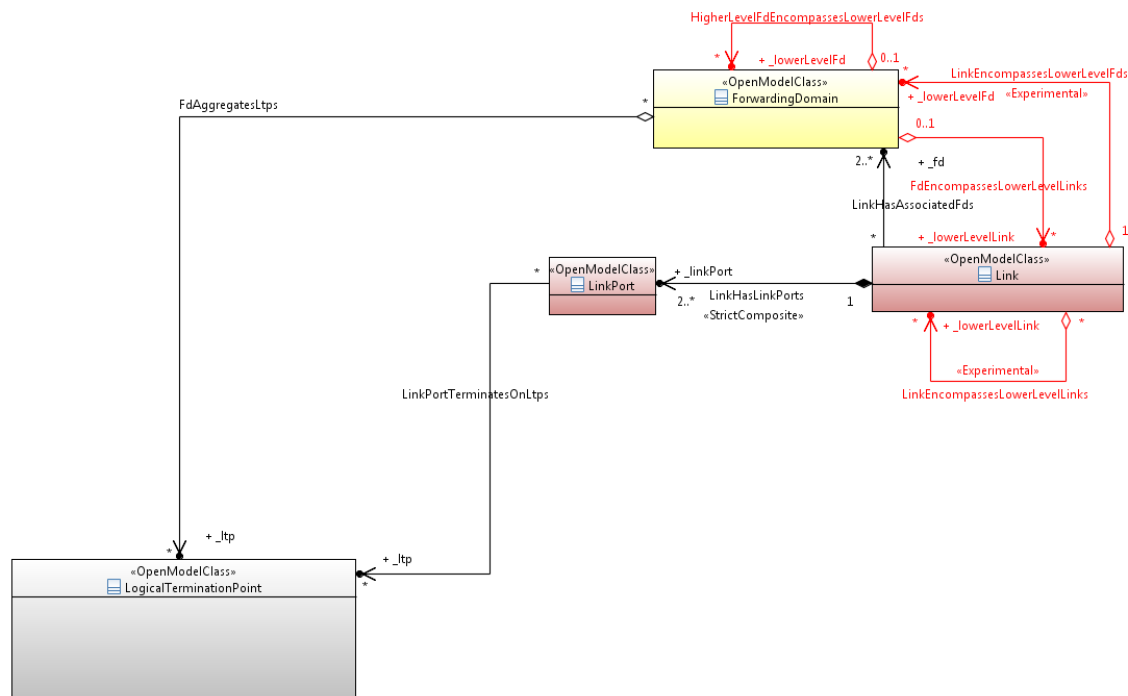 HigherLevelFdEncompassesLowerLevelFds
*
+ _lowerLevelFd
0..1
*
LinkEncompassesLowerLevelFds
«Experimental»
+ _lowerLevelFd
«OpenModelClass»
ForwardingDomain
FdAggregatesLtps
*
0..1
2..*
+ _fd
FdEncompassesLowerLevelLinks
LinkHasAssociatedFds
*
+ _lowerLevelLink
*
1
«OpenModelClass»
Link
*
«OpenModelClass»
LinkPort
+ _linkPort
2..*
LinkHasLinkPorts
1
«StrictComposite»
*
+ _lowerLevelLink
*
«Experimental»
LinkEncompassesLowerLevelLinks
LinkPortTerminatesOnLtps
+ _ltp
*
+ _ltp
*
«OpenModelClass»
LogicalTerminationPoint